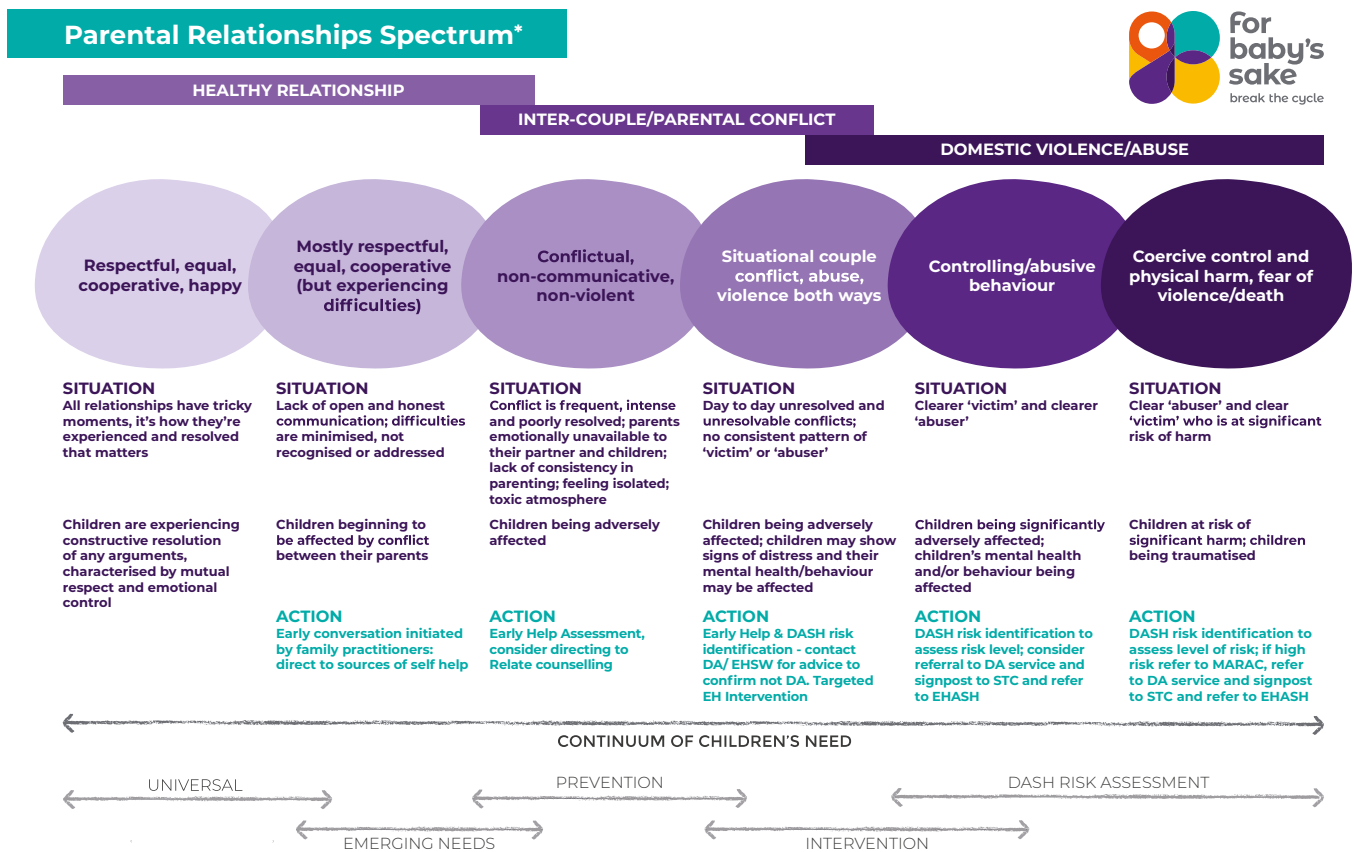 Parental Relationships Spectrum*
for
baby's
sake
break the cycle
HEALTHY RELATIONSHIP
INTER-COUPLE/PARENTAL CONFLICT
DOMESTIC VIOLENCE/ABUSE
Respectful, equal,
cooperative, happy
Mostly respectful,
equal, cooperative
(but experiencing
difficulties)
Conflictual,
non-communicative,
non-violent
Situational couple
conflict, abuse,
violence both ways
Controlling/abusive
behaviour
Coercive control and
physical harm, fear of
violence/death
SITUATION
All relationships have tricky
moments, it's how they're
experienced and resolved
that matters
Children are experiencing
constructive resolution
of any arguments,
characterised by mutual
respect and emotional
control
SITUATION
Lack of open and honest
communication; difficulties
are minimised, not
recognised or addressed
Children beginning to
be affected by conflict
between their parents
ACTION
Early conversation initiated
by family practitioners:
direct to sources of self help
SITUATION
Conflict is frequent, intense
and poorly resolved; parents
emotionally unavailable to
their partner and children;
lack of consistency in
parenting; feeling isolated;
toxic atmosphere
Children being adversely
affected
ACTION
Early Help Assessment,
consider directing to
Relate counselling
SITUATION
Day to day unresolved and
unresolvable conflicts;
no consistent pattern of
‘victim’ or ‘abuser’
Children being adversely
affected; children may show
signs of distress and their
mental health/behaviour
may be affected
ACTION
Early Help & DASH risk
identification - contact
DA/ EHSW for advice to
confirm not DA. Targeted
EH Intervention
SITUATION
Clearer ‘victim’ and clearer
‘abuser’
Children being significantly
adversely affected;
children's mental health
and/or behaviour being
affected
ACTION
DASH risk identification to
assess risk level; consider
referral to DA service and
signpost to STC and refer
to EHASH
SITUATION
Clear ‘abuser’ and clear
‘victim’ who is at significant
risk of harm
Children at risk of
significant harm; children
being traumatised
ACTION
DASH risk identification to
assess level of risk; if high
risk refer to MARAC, refer
to DA service and signpost
to STC and refer to EHASH
CONTINUUM OF CHILDREN'S NEED
UNIVERSAL
PREVENTION
DASH RISK ASSESSMENT
EMERGING NEEDS
INTERVENTION